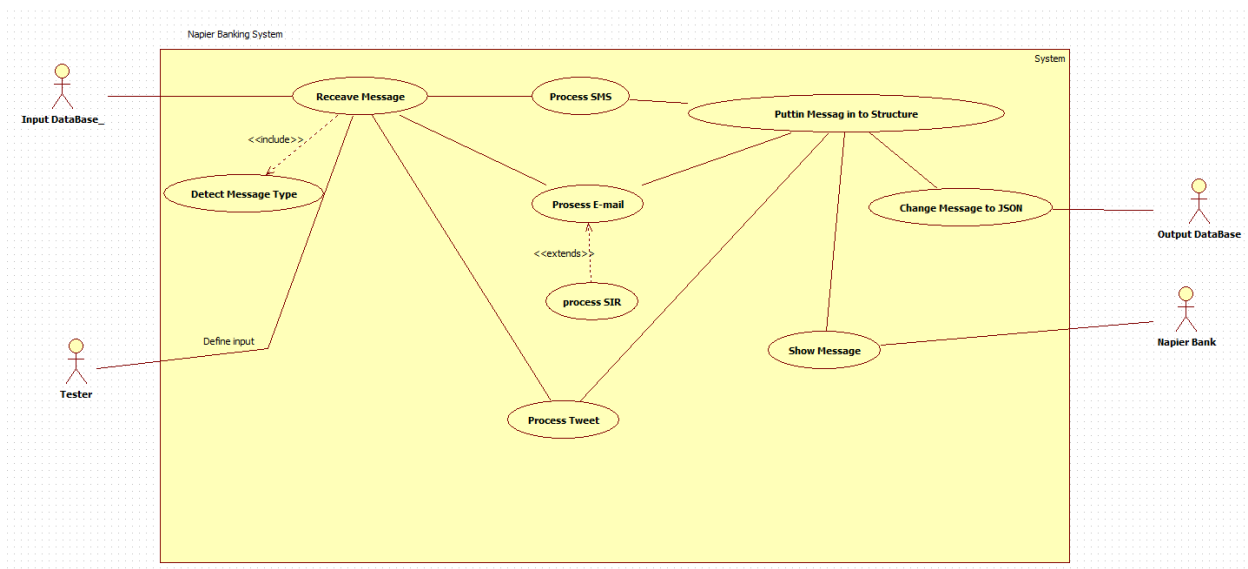 Napier Banking System
System
Receave Message
Process SMS
Puttin Messag in to Structure
Input DataBase_
<<include>>
Detect Message Type
Prosess E-mail
Change Message to JSON
Output DataBase
<<extends>>
process SIR
Define input
Show Message
Napier Bank
Tester
Process Tweet